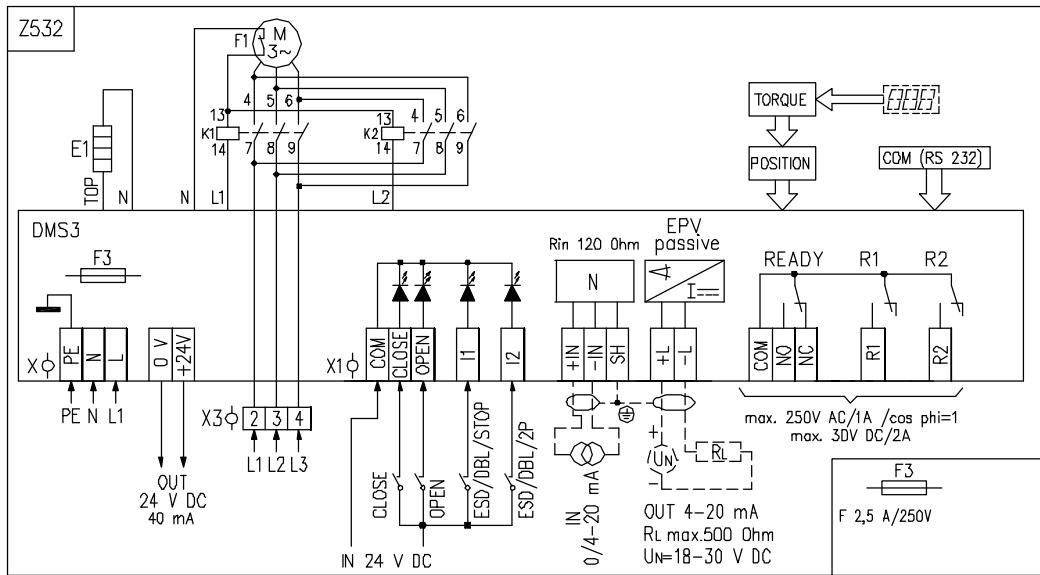 Z532
F1
M
3~
4 5 6
13
K1
14
7 8 9
13
4 5 6
K2
14
7 8 9
E1
TOP
N
N
L1
L2
TORQUE
POSITION
COM (RS 232)
DMS3
F3
Rin 120 Ohm
N
EPV
passive
I
READY
R1
R2
X
PE
N
L
0 V
+24V
X1
COM
CLOSE
OPEN
I1
I2
+IN
-IN
SH
+L
-L
COM
NO
NC
R1
R2
PE N L1
X3
2 3 4
L1 L2 L3
OUT
24 V DC
40 mA
CLOSE
OPEN
ESD/DBL/STOP
ESD/DBL/2P
IN 24 V DC
IN
0/4-20 mA
+
UN
-
RL
OUT 4-20 mA
RL max.500 Ohm
UN=18-30 V DC
max. 250V AC/1A /cos phi=1
max. 30V DC/2A
F3
F 2,5 A/250V